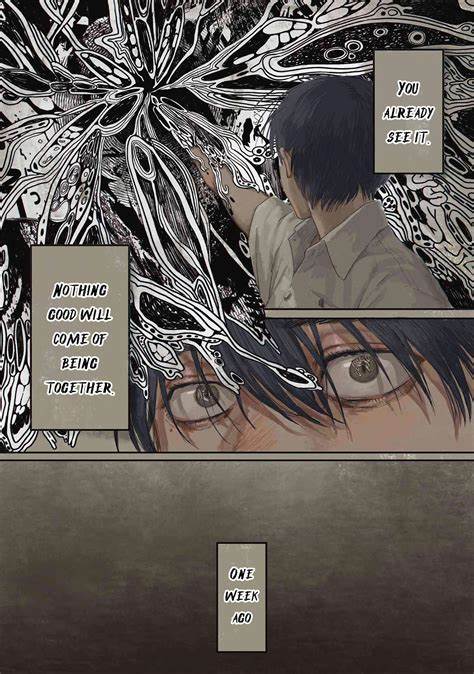 YOU
ALREADY
SEE IT.
NOTHING
GOOD WILL
COME OF
BEING
TOGETHER.
ONE
WEEK
AGO